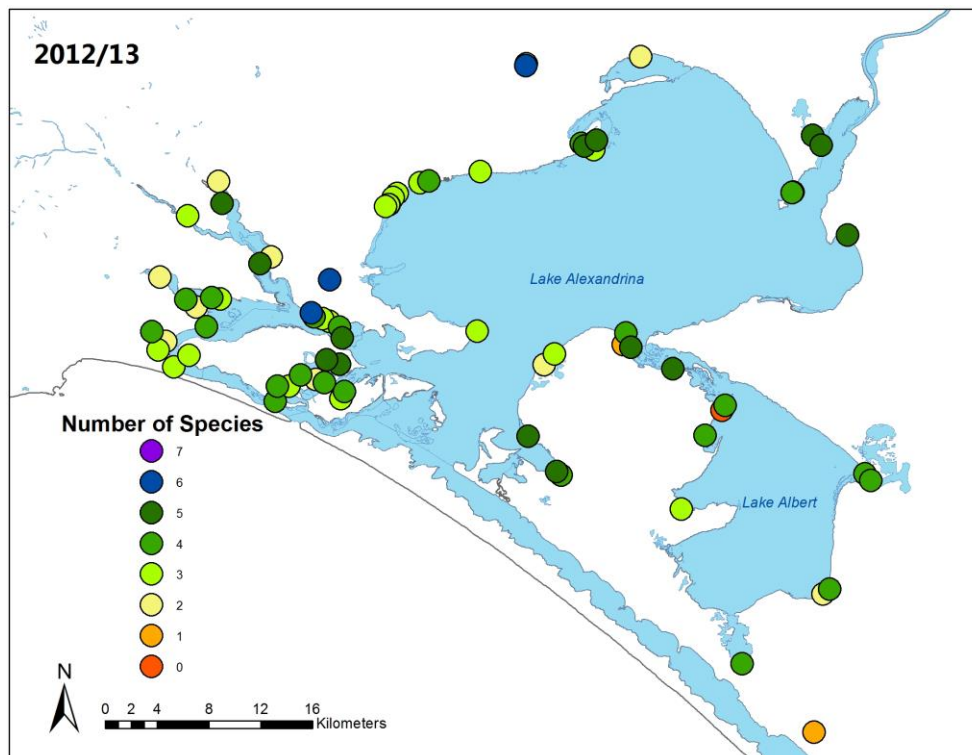 2012/13
Lake Alexandrina
Lake Albert
Number of Species
7
6
5
4
3
2
1
0
N
0 2 4 8 12 16
Kilometers